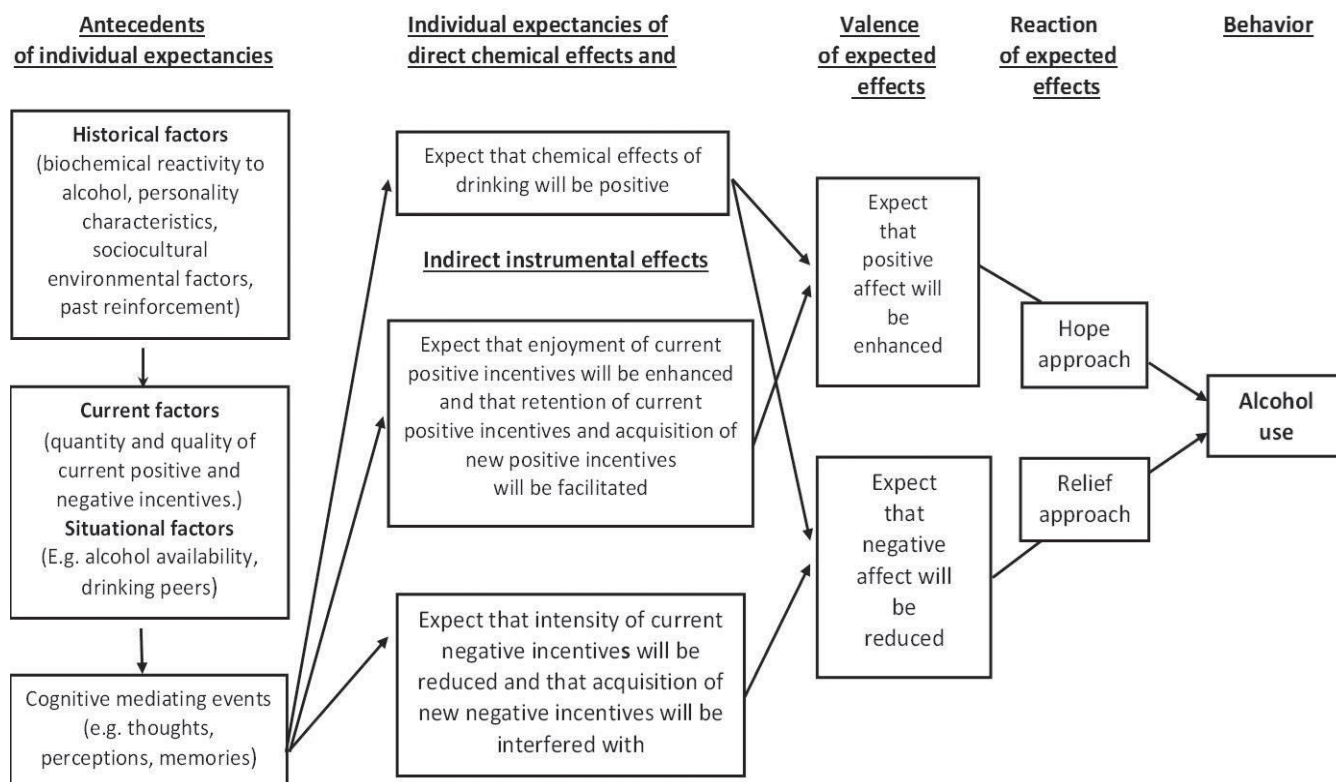 Antecedents
of individual expectancies
Historical factors
(biochemical reactivity to
alcohol, personality
characteristics,
sociocultural
environmental factors,
past reinforcement)
Current factors
(quantity and quality of
current positive and
negative incentives.)
Situational factors
(E.g. alcohol availability,
drinking peers)
Cognitive mediating events
(e.g. thoughts,
perceptions, memories)
Individual expectancies of
direct chemical effects and
Expect that chemical effects of
drinking will be positive
Indirect instrumental effects
Expect that enjoyment of current
positive incentives will be enhanced
and that retention of current
positive incentives and acquisition of
new positive incentives
will be facilitated
Expect that intensity of current
negative incentives will be
reduced and that acquisition of
new negative incentives will be
interfered with
Valence
of expected
effects
Expect
that
positive
affect will
be
enhanced
Expect
that
negative
affect will
be
reduced
Reaction
of expected
effects
Hope
approach
Relief
approach
Behavior
Alcohol
use